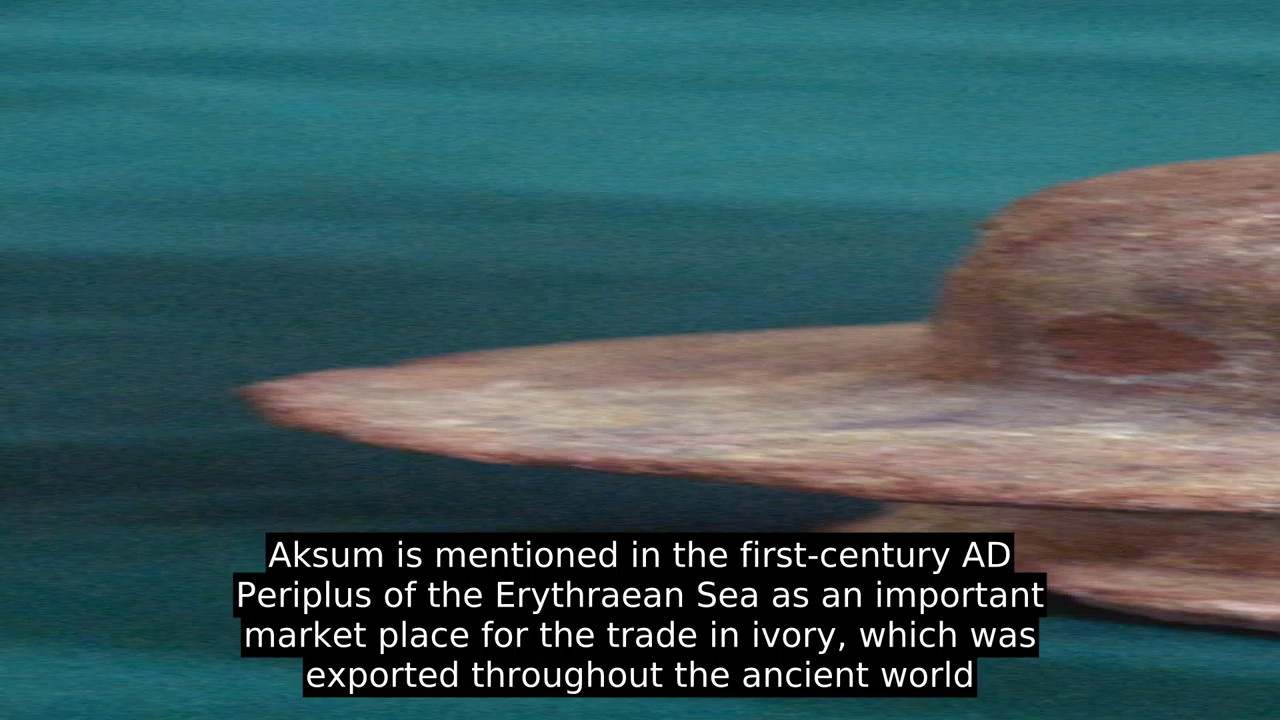 Aksum is mentioned in the first-century AD
Periplus of the Erythraean Sea as an important
market place for the trade in ivory, which was
exported throughout the ancient world